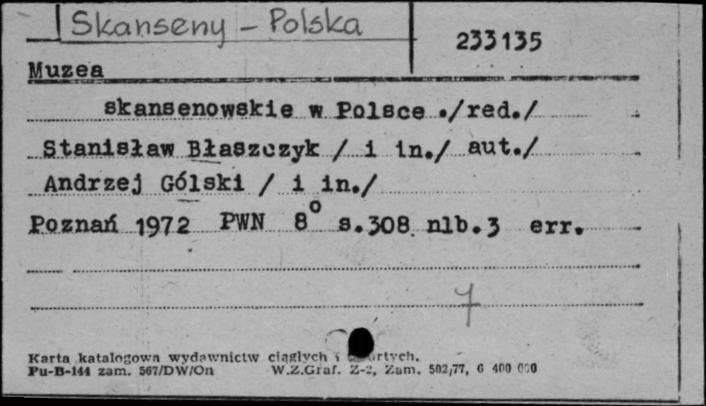 Skanseny - Polska
233135
Muzea
skansenowskie w Polsce ./red./
Stanisław Błaszczyk / i in./ aut./
Andrzej Gólski / i in./
Poznań 1972 PWN 8° s.308 nlb.3 err.
7
Karta katalogowa wydawnictw ciągłych i
Pu-B-144 zam. 567/DW/On W.Z.Graf. Z-2, Zam. 502/77, 6 400 000